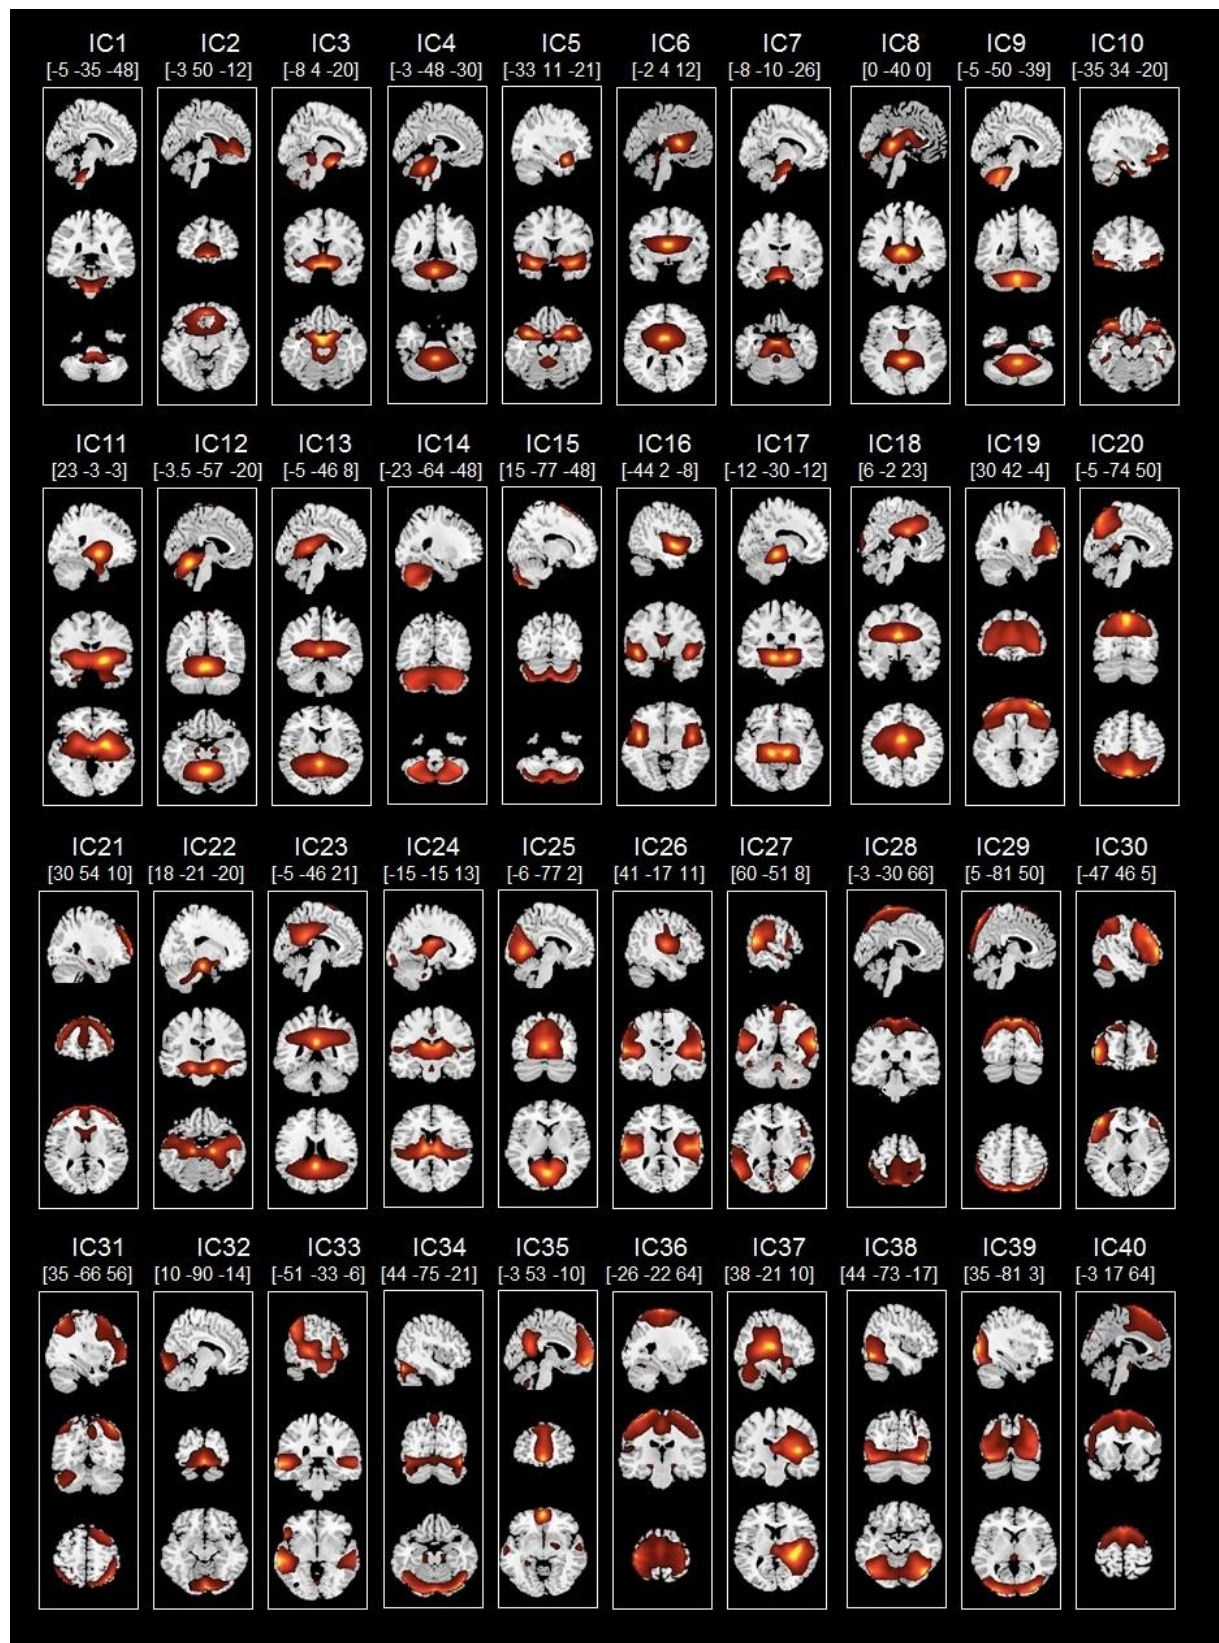 IC1 IC2 IC3 IC4 IC5 IC6 IC7 IC8 IC9 IC10
[-5 -35 -48] [-3 50 -12] [-8 4 -20] [-3 -48 -30] [-33 11 -21] [-2 4 12] [-8 -10 -26] [0 -40 0] [-5 -50 -39] [-35 34 -20]
IC11 IC12 IC13 IC14 IC15 IC16 IC17 IC18 IC19 IC20
[23 -3 -3] [-3.5 -57 -20] [-5 -46 8] [-23 -64 -48] [15 -77 -48] [-44 2 -8] [-12 -30 -12] [6 -2 23] [30 42 -4] [-5 -74 50]
IC21 IC22 IC23 IC24 IC25 IC26 IC27 IC28 IC29 IC30
[30 54 10] [18 -21 -20] [-5 -46 21] [-15 -15 13] [-6 -77 2] [41 -17 11] [60 -51 8] [-3 -30 66] [5 -81 50] [-47 46 5]
IC31 IC32 IC33 IC34 IC35 IC36 IC37 IC38 IC39 IC40
[35 -66 56] [10 -90 -14] [-51 -33 -6] [44 -75 -21] [-3 53 -10] [-26 -22 64] [38 -21 10] [44 -73 -17] [35 -81 3] [-3 17 64]